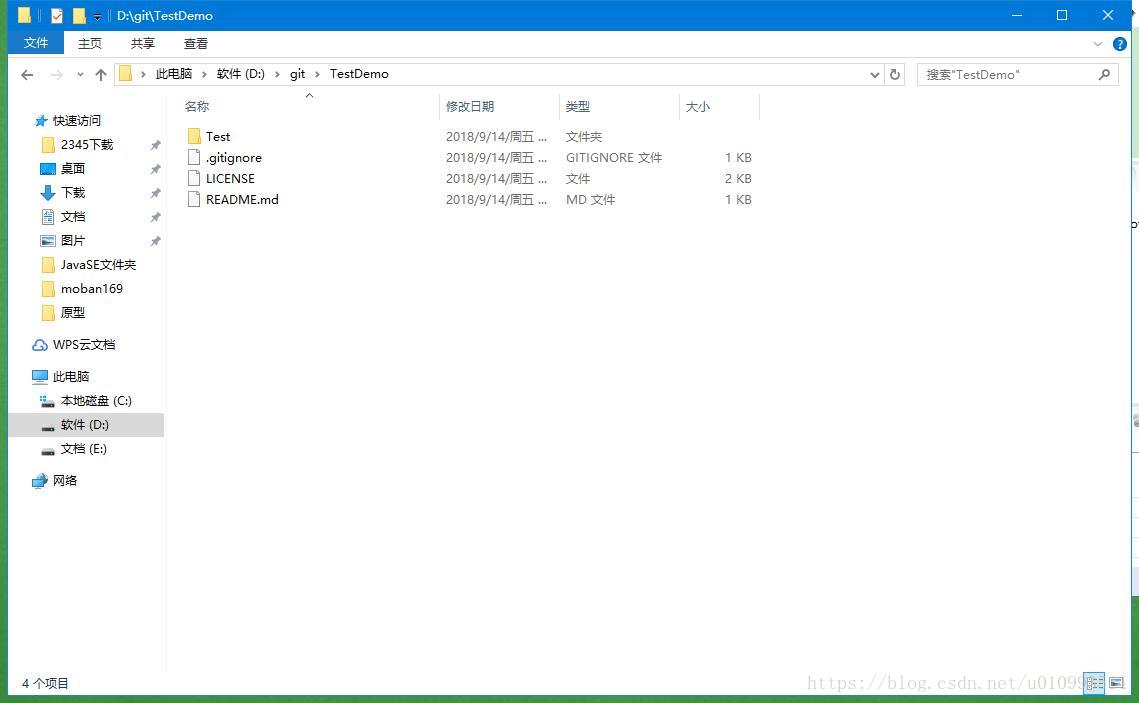 D:\git\TestDemo
文件 主页 共享 查看
此电脑 软件 (D:) git TestDemo 搜索"TestDemo"
名称 修改日期 类型 大小
Test 2018/9/14/周五 ... 文件夹
.gitignore 2018/9/14/周五 ... GITIGNORE 文件 1 KB
LICENSE 2018/9/14/周五 ... 文件 2 KB
README.md 2018/9/14/周五 ... MD 文件 1 KB
快速访问
2345下载
桌面
下载
文档
图片
JavaSE文件夹
moban169
原型
WPS云文档
此电脑
本地磁盘 (C:)
软件 (D:)
文档 (E:)
网络
4 个项目
https://blog.csdn.net/u0109